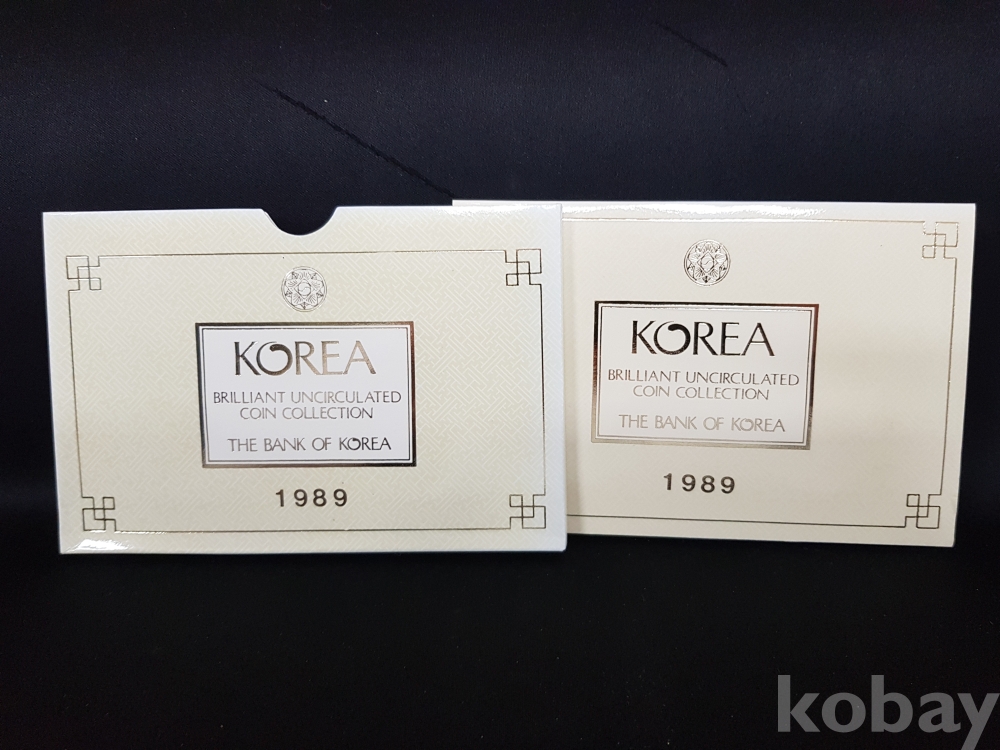 KOREA
BRILLIANT UNCIRCULATED
COIN COLLECTION
THE BANK OF KOREA
1989
KOREA
BRILLIANT UNCIRCULATED
COIN COLLECTION
THE BANK OF KOREA
1989
kobay